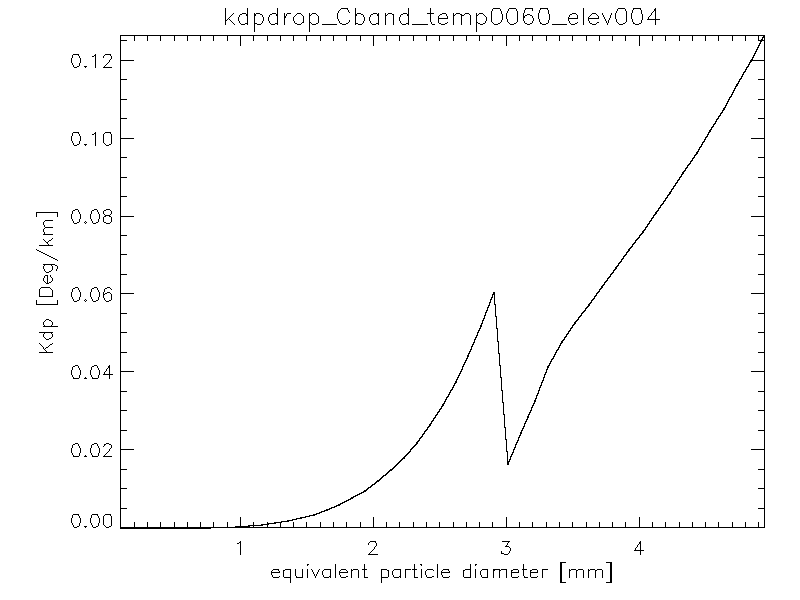 kdpdrop_Cband_temp0060_elev004
0.12
0.10
0.08
0.06
0.04
0.02
0.00
Kdp [Deg/km]
1 2 3 4
equivalent particle diameter [mm]